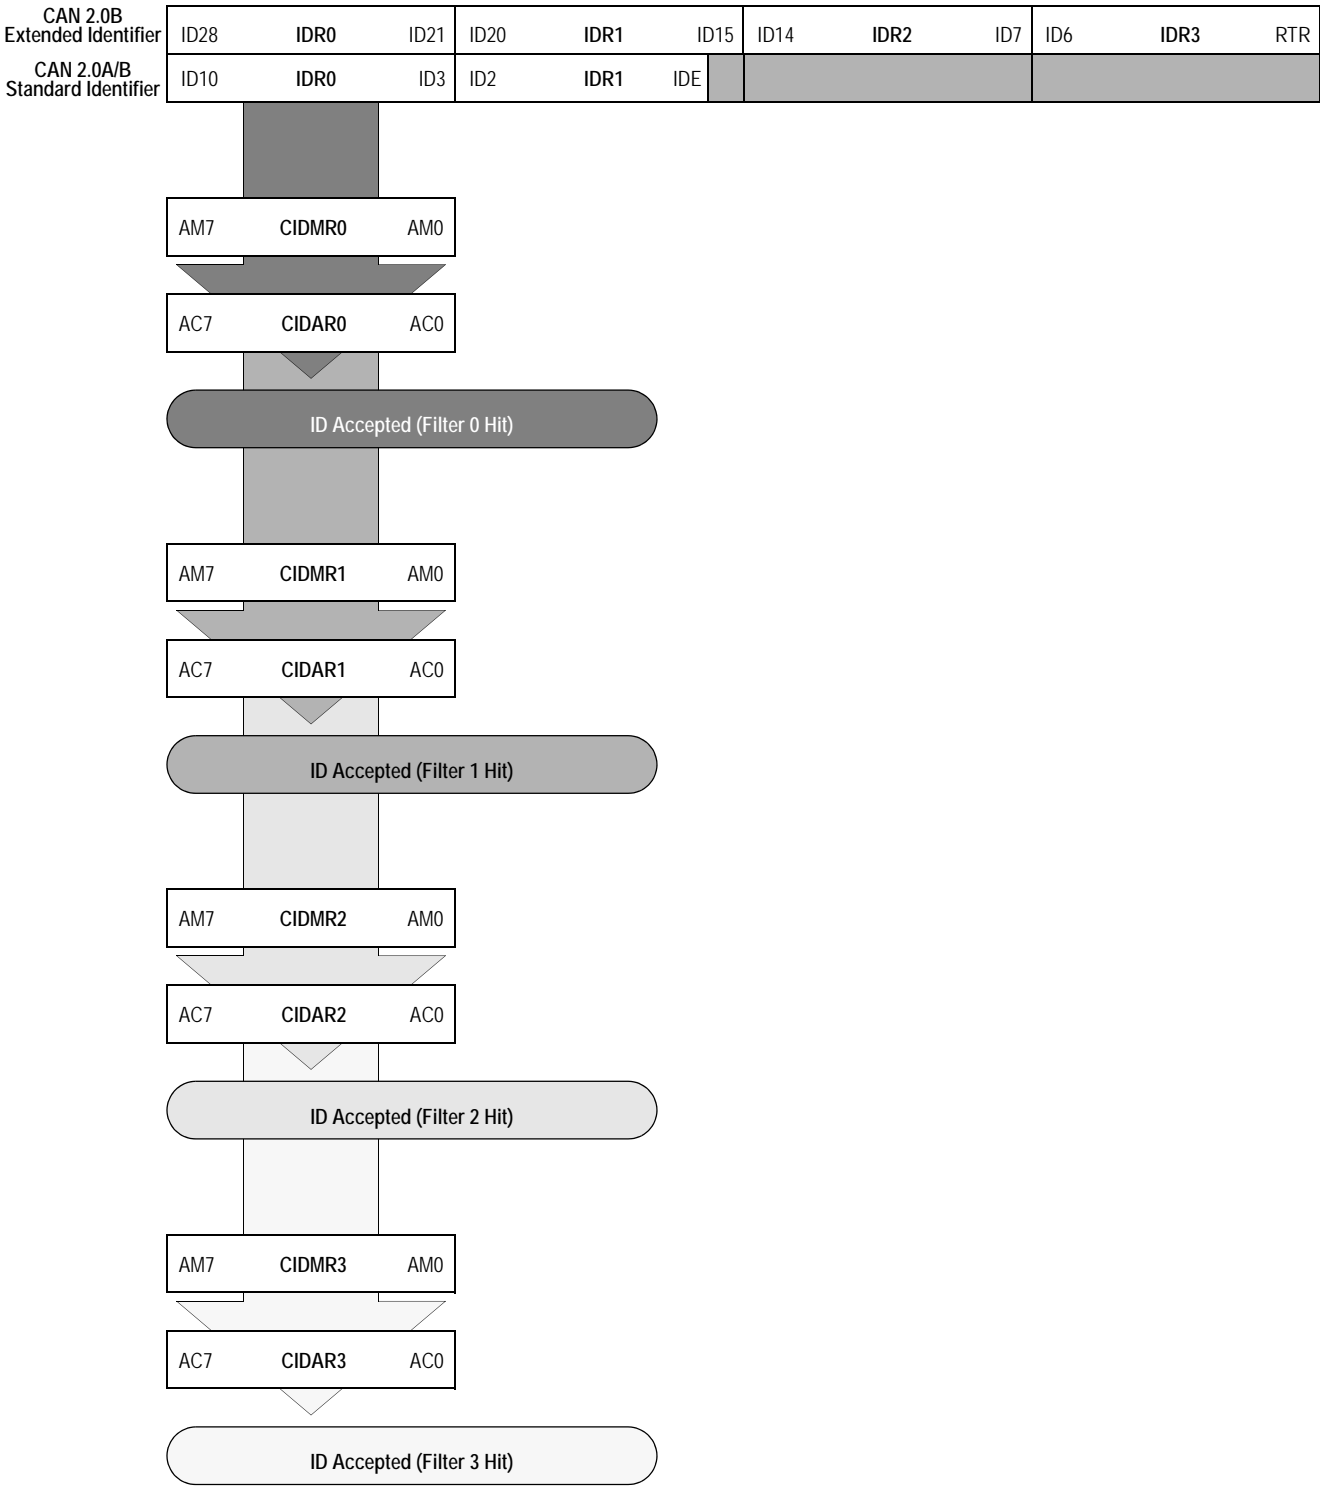 CAN 2.0B
Extended Identifier ID28 IDR0 ID21 ID20 IDR1 ID15 ID14 IDR2 ID7 ID6 IDR3 RTR
CAN 2.0A/B
Standard Identifier ID10 IDR0 ID3 ID2 IDR1 IDE
AM7 CIDMR0 AM0
AC7 CIDAR0 AC0
ID Accepted (Filter 0 Hit)
AM7 CIDMR1 AM0
AC7 CIDAR1 AC0
ID Accepted (Filter 1 Hit)
AM7 CIDMR2 AM0
AC7 CIDAR2 AC0
ID Accepted (Filter 2 Hit)
AM7 CIDMR3 AM0
AC7 CIDAR3 AC0
ID Accepted (Filter 3 Hit)